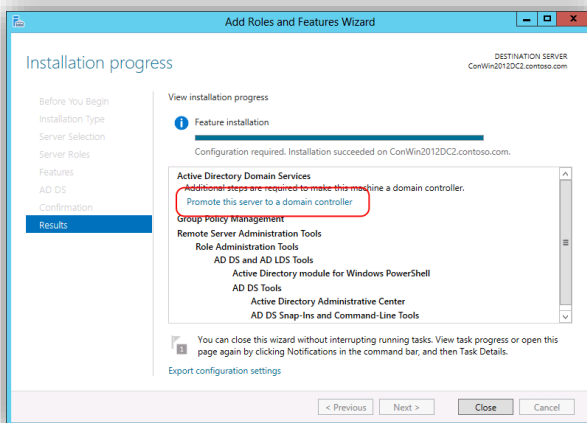 Add Roles and Features Wizard
Installation progress
DESTINATION SERVER
ConWin2012DC2.contoso.com
Before You Begin
Installation Type
Server Selection
Server Roles
Features
AD DS
Confirmation
Results
View installation progress
Feature installation
Configuration required. Installation succeeded on ConWin2012DC2.contoso.com.
Active Directory Domain Services
Additional steps are required to make this machine a domain controller.
Promote this server to a domain controller
Group Policy Management
Remote Server Administration Tools
Role Administration Tools
AD DS and AD LDS Tools
Active Directory module for Windows PowerShell
AD DS Tools
Active Directory Administrative Center
AD DS Snap-Ins and Command-Line Tools
1
You can close this wizard without interrupting running tasks. View task progress or open this
page again by clicking Notifications in the command bar, and then Task Details.
Export configuration settings
< Previous
Next >
Close
Cancel